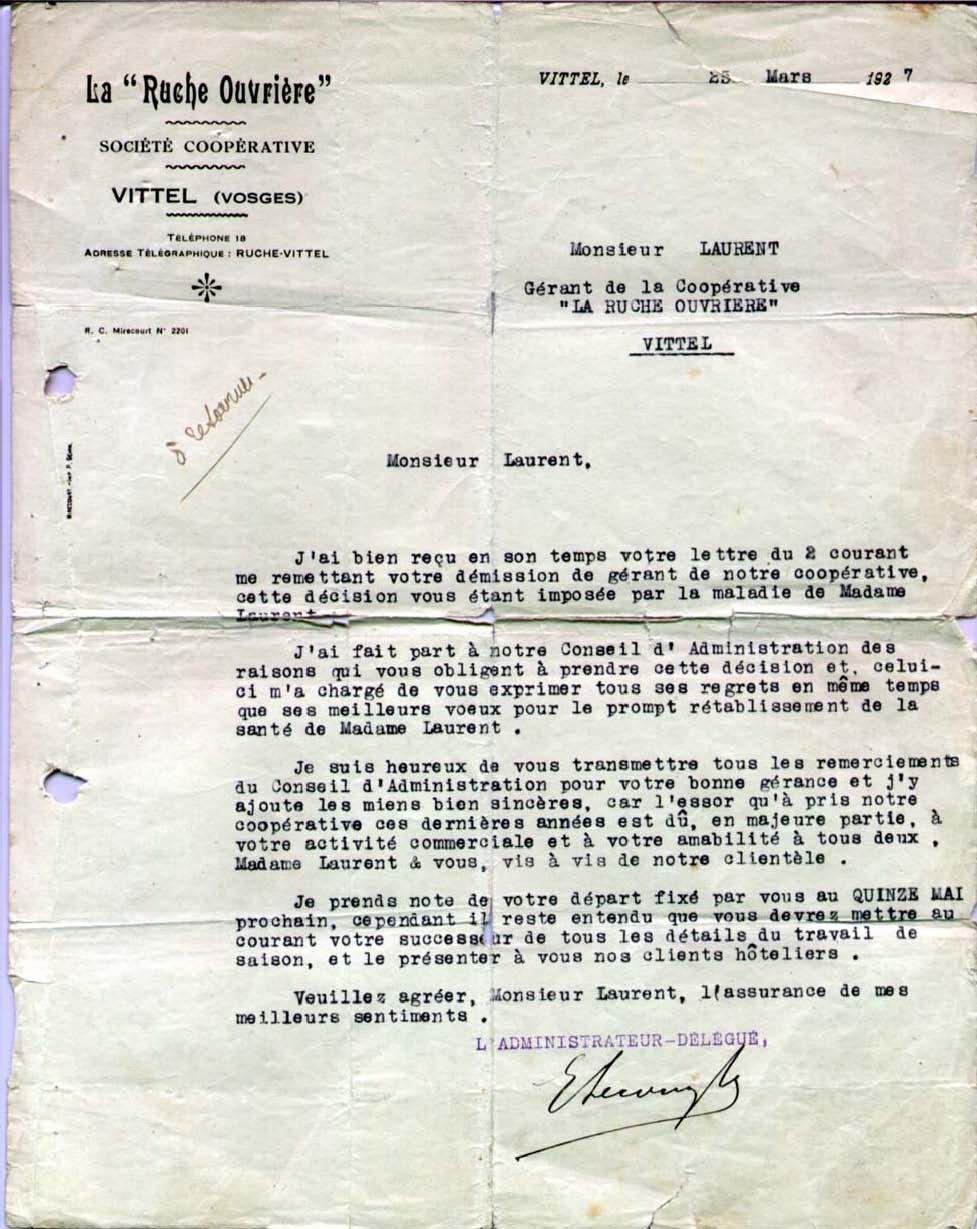 La "Ruche Ouvrière"
SOCIÉTÉ COOPÉRATIVE
VITTEL (VOSGES)
TÉLÉPHONE 18
ADRESSE TÉLÉGRAPHIQUE : RUCHE-VITTEL
R. C. Mirecourt N° 2201
VITTEL, le 25 Mars 1927
Monsieur LAURENT
Gérant de la Coopérative
"LA RUCHE OUVRIERE"
VITTEL
Monsieur Laurent,
J'ai bien reçu en son temps votre lettre du 2 courant
me remettant votre démission de gérant de notre coopérative,
cette décision vous étant imposée par la maladie de Madame
Laurent .
J'ai fait part à notre Conseil d' Administration des
raisons qui vous obligent à prendre cette décision et, celui-
ci m'a chargé de vous exprimer tous ses regrets en même temps
que ses meilleurs voeux pour le prompt rétablissement de la
santé de Madame Laurent .
Je suis heureux de vous transmettre tous les remerciements
du Conseil d'Administration pour votre bonne gérance et j'y
ajoute les miens bien sincères, car l'essor qu'à pris notre
coopérative ces dernières années est dû, en majeure partie, à
votre activité commerciale et à votre amabilité à tous deux ,
Madame Laurent & vous, vis à vis de notre clientèle .
Je prends note de votre départ fixé par vous au QUINZE MAI
prochain, cependant il reste entendu que vous devrez mettre au
courant votre successeur de tous les détails du travail de
saison, et le présenter à vous nos clients hôteliers .
Veuillez agréer, Monsieur Laurent, l'assurance de mes
meilleurs sentiments .
L'ADMINISTRATEUR-DÉLÉGUÉ,